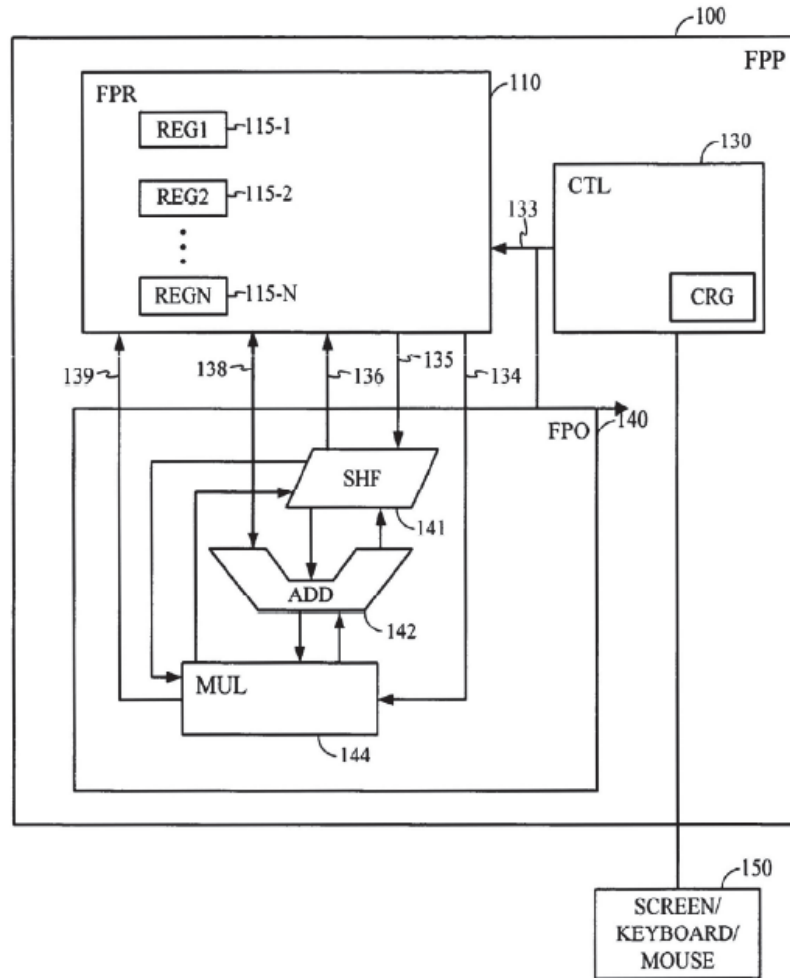 100
FPP
110
FPR
REG1
115-1
130
REG2
115-2
CTL
133
REGN
115-N
CRG
139
138
136
135
134
FPO
140
SHF
141
ADD
142
MUL
144
150
SCREEN/
KEYBOARD/
MOUSE